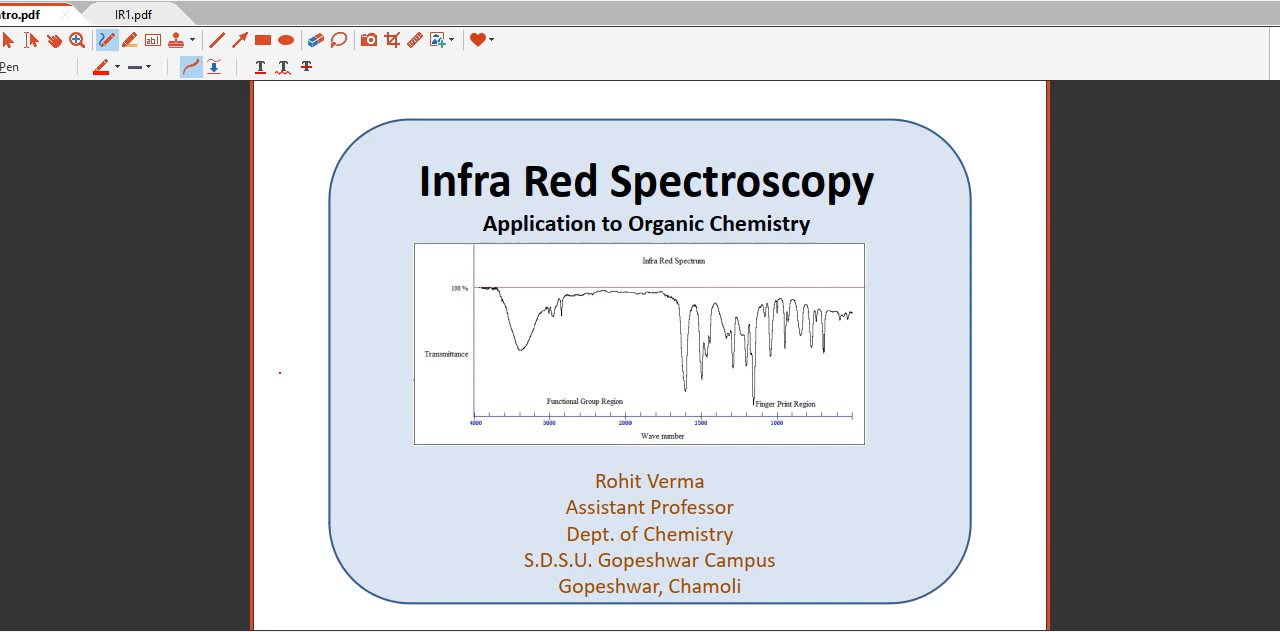 ntro.pdf
IR1.pdf
Pen
Infra Red Spectroscopy
Application to Organic Chemistry
Infra Red Spectrum
100 %
Transmittance
Functional Group Region
Finger Print Region
4000 3000 2000 1500 1000
Wave number
Rohit Verma
Assistant Professor
Dept. of Chemistry
S.D.S.U. Gopeshwar Campus
Gopeshwar, Chamoli